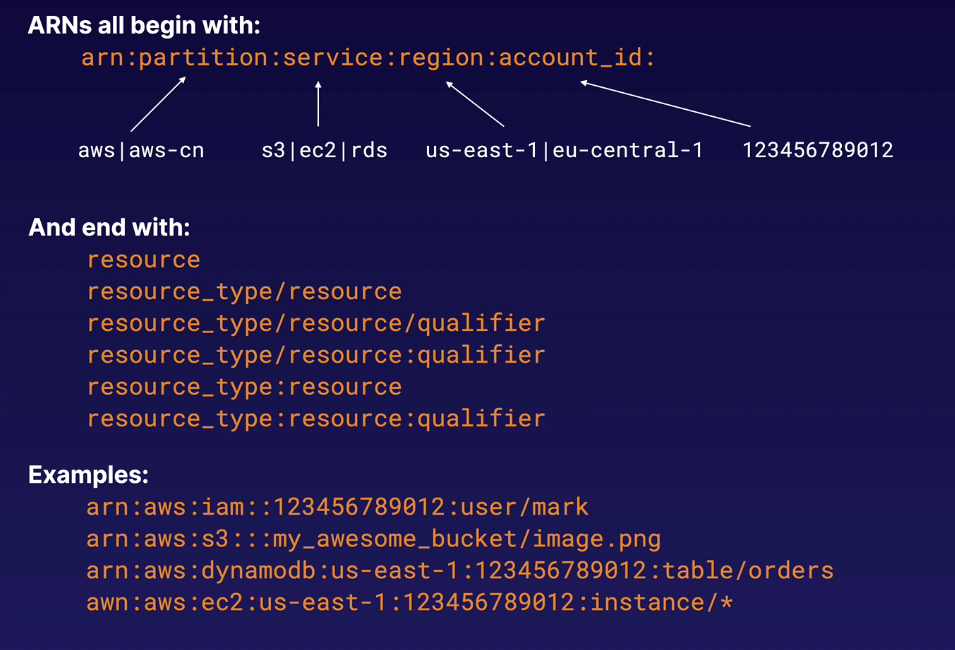 ARNs all begin with:
arn:partition:service:region:account_id:
aws|aws-cn s3|ec2|rds us-east-1|eu-central-1 123456789012
And end with:
resource
resource_type/resource
resource_type/resource/qualifier
resource_type/resource:qualifier
resource_type:resource
resource_type:resource:qualifier
Examples:
arn:aws:iam::123456789012:user/mark
arn:aws:s3:::my_awesome_bucket/image.png
arn:aws:dynamodb:us-east-1:123456789012:table/orders
awn:aws:ec2:us-east-1:123456789012:instance/*